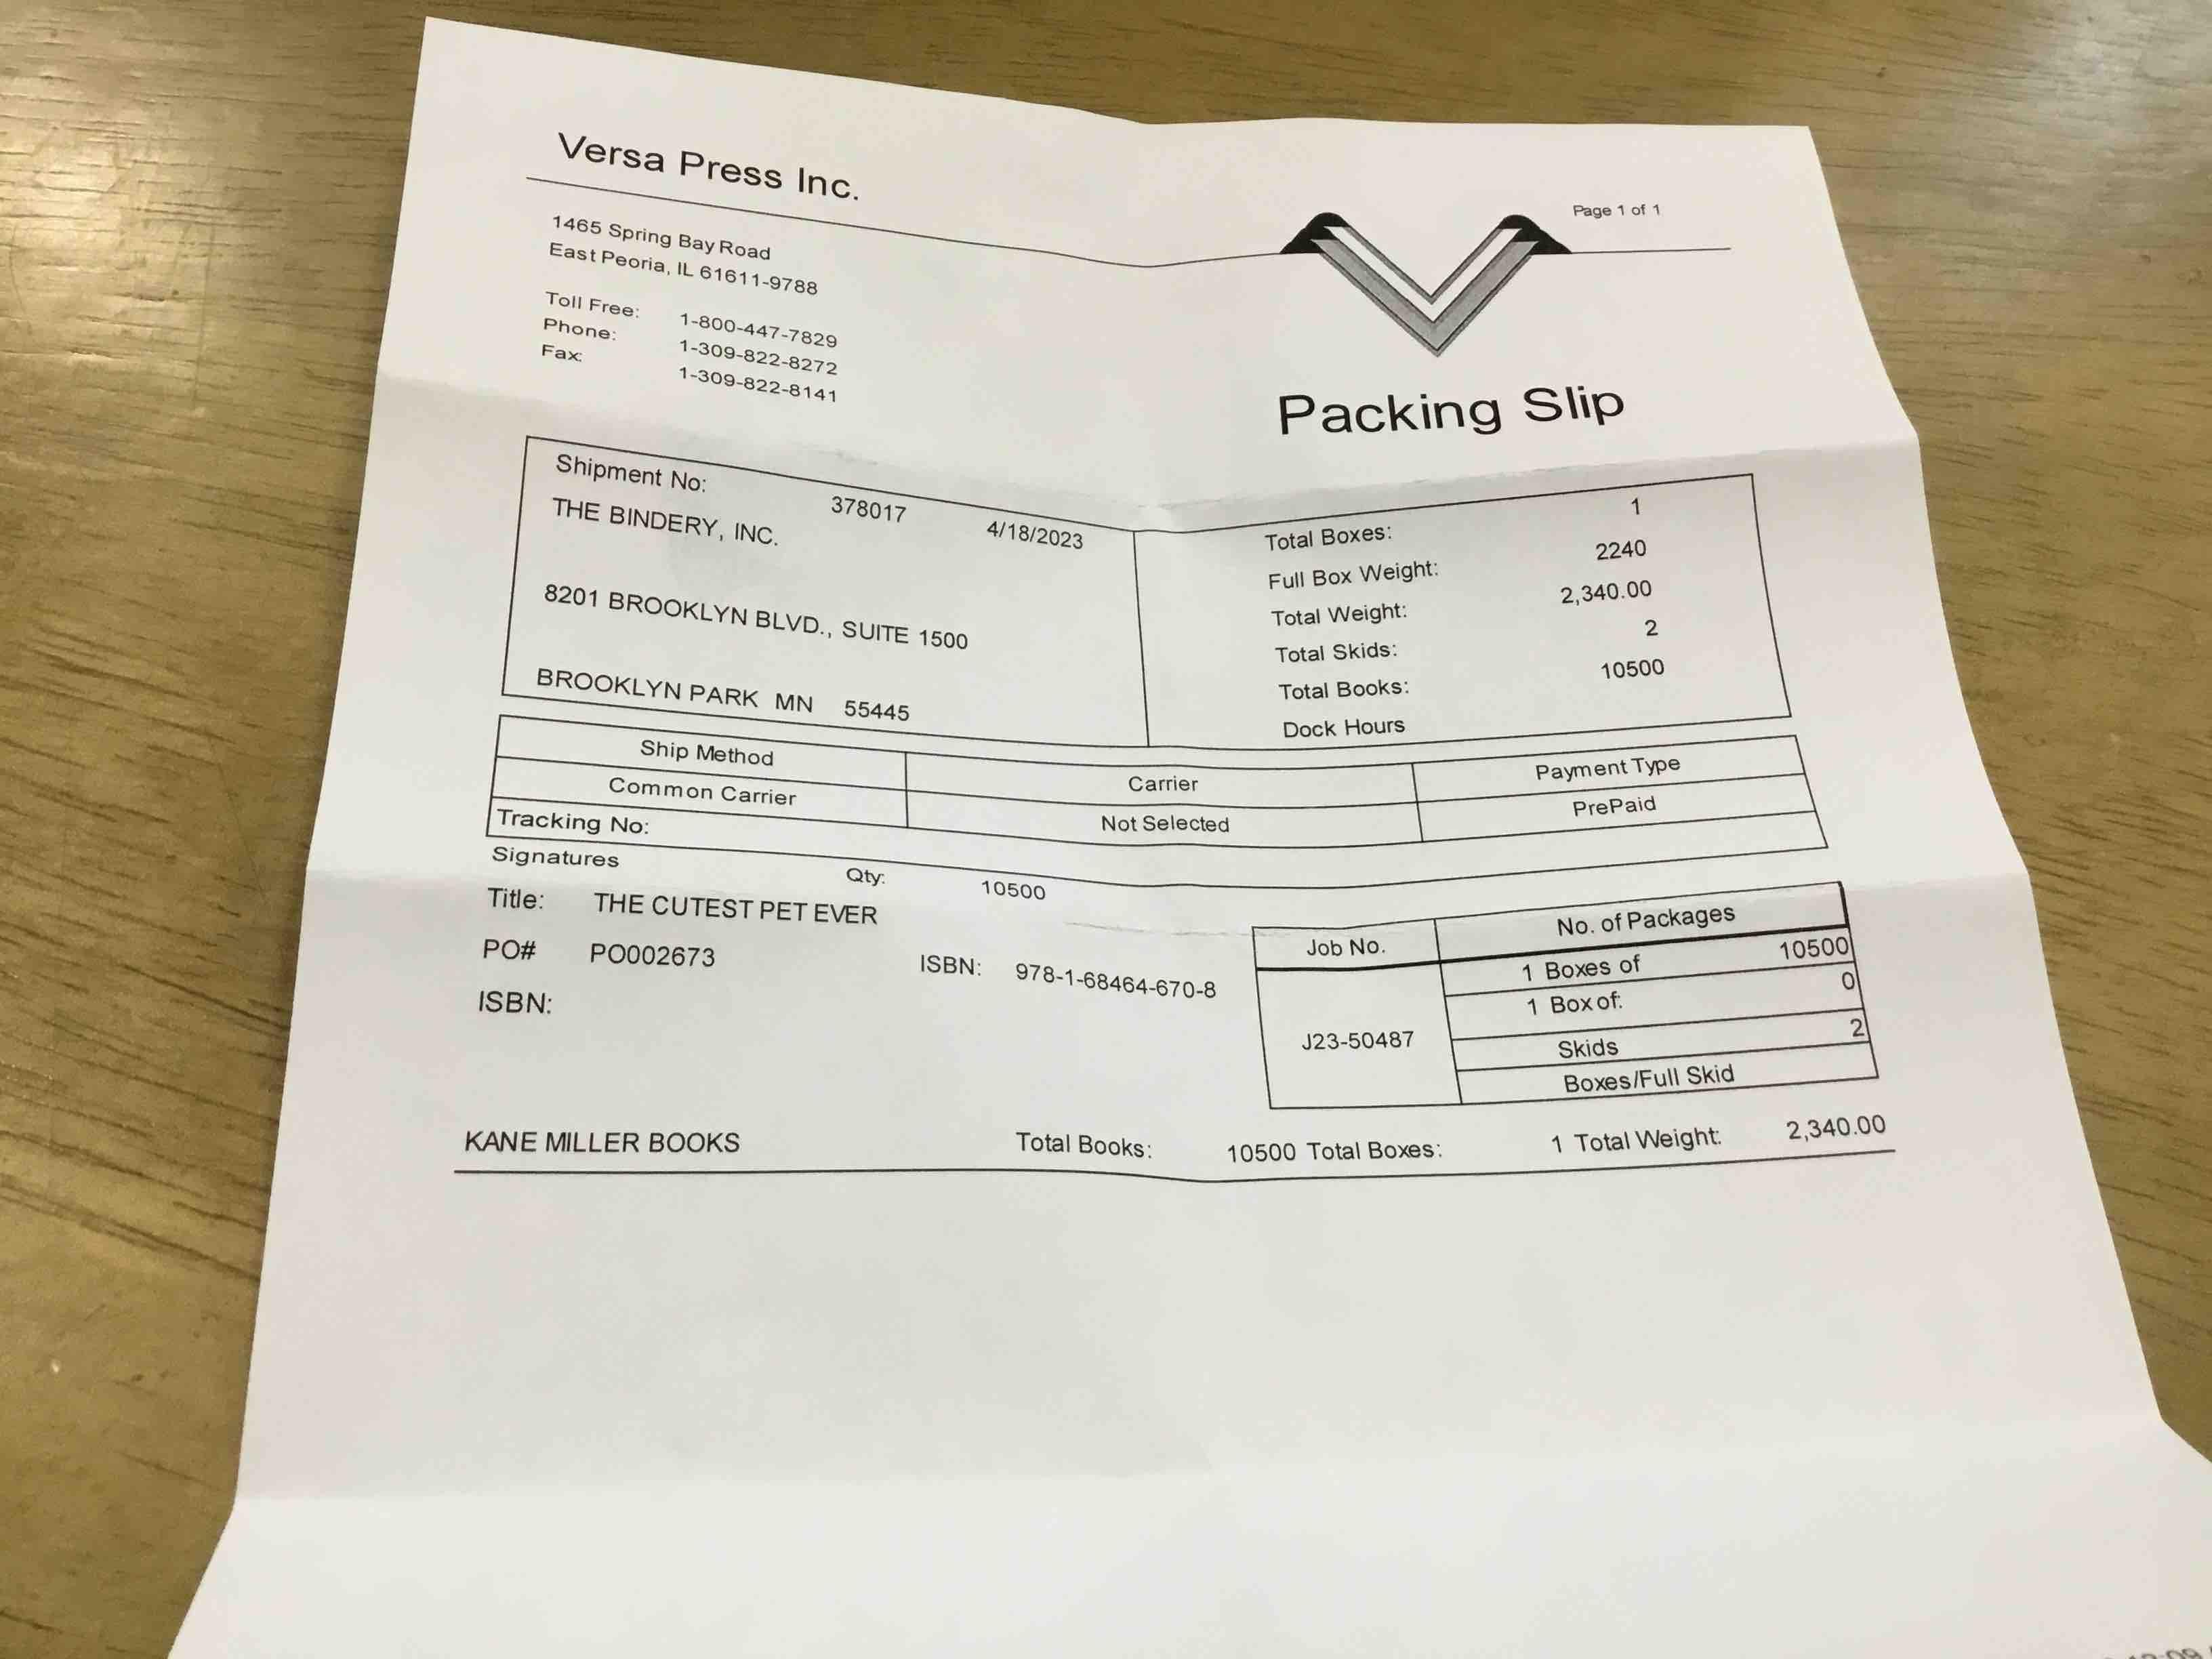 Versa Press Inc.
Page 1 of 1
1465 Spring Bay Road
East Peoria, IL 61611-9788
Toll Free: 1-800-447-7829
Phone: 1-309-822-8272
Fax: 1-309-822-8141
Packing Slip
Shipment No: 378017 4/18/2023
THE BINDERY, INC.
8201 BROOKLYN BLVD., SUITE 1500
BROOKLYN PARK MN 55445
Total Boxes: 1
Full Box Weight: 2240
Total Weight: 2,340.00
Total Skids: 2
Total Books: 10500
Dock Hours
Ship Method Carrier Payment Type
Common Carrier Not Selected PrePaid
Tracking No:
Signatures Qty: 10500
Title: THE CUTEST PET EVER
PO# PO002673 ISBN: 978-1-68464-670-8
ISBN:
Job No. No. of Packages
J23-50487
1 Boxes of 10500
1 Box of: 0
Skids 2
Boxes/Full Skid
KANE MILLER BOOKS Total Books: 10500 Total Boxes: 1 Total Weight: 2,340.00